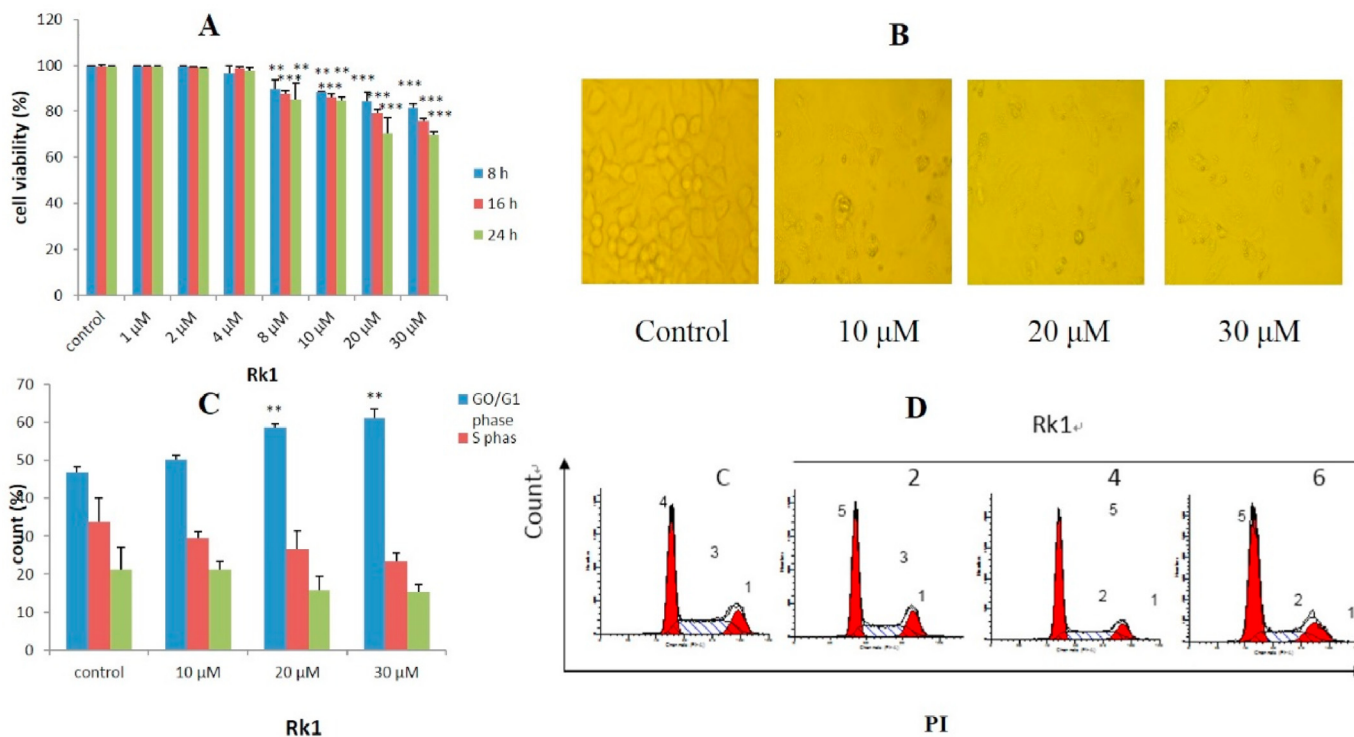 A
120
100
80
60
40
20
0
cell viability (%)
** ** ** ** *** ***
*** *** *** ***
*** ***
8 h
16 h
24 h
control
1 µM
2 µM
4 µM
8 µM
10 µM
20 µM
30 µM
Rk1
B
Control 10 µM 20 µM 30 µM
C
70
60
50
40
30
20
10
0
count (%)
** **
GO/G1
phase
S phas
control 10 µM 20 µM 30 µM
Rk1
D
Rk1
Count
C 2 4 6
4 3 1
5 3 1
5 2 1
5 2 1
PI